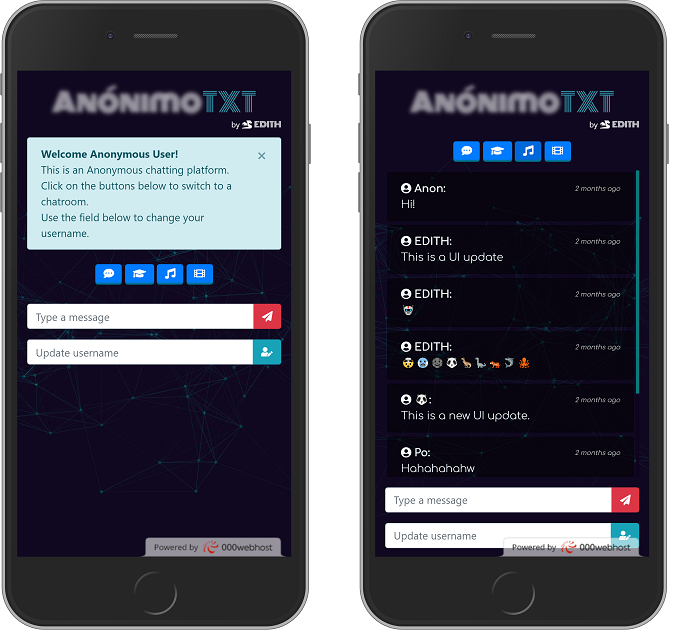 ANÓNIMOTXT
by EDITH
Welcome Anonymous User!
×
This is an Anonymous chatting platform.
Click on the buttons below to switch to a
chatroom.
Use the field below to change your
username.
Type a message
Update username
Powered by 000webhost
ANÓNIMOTXT
by EDITH
Anon: 2 months ago
Hi!
EDITH: 2 months ago
This is a UI update
EDITH: 2 months ago
🤡
EDITH: 2 months ago
🐼:
2 months ago
This is a new UI update.
Po: 2 months ago
Hahahahaw
Type a message
Update username
Powered by 000webhost